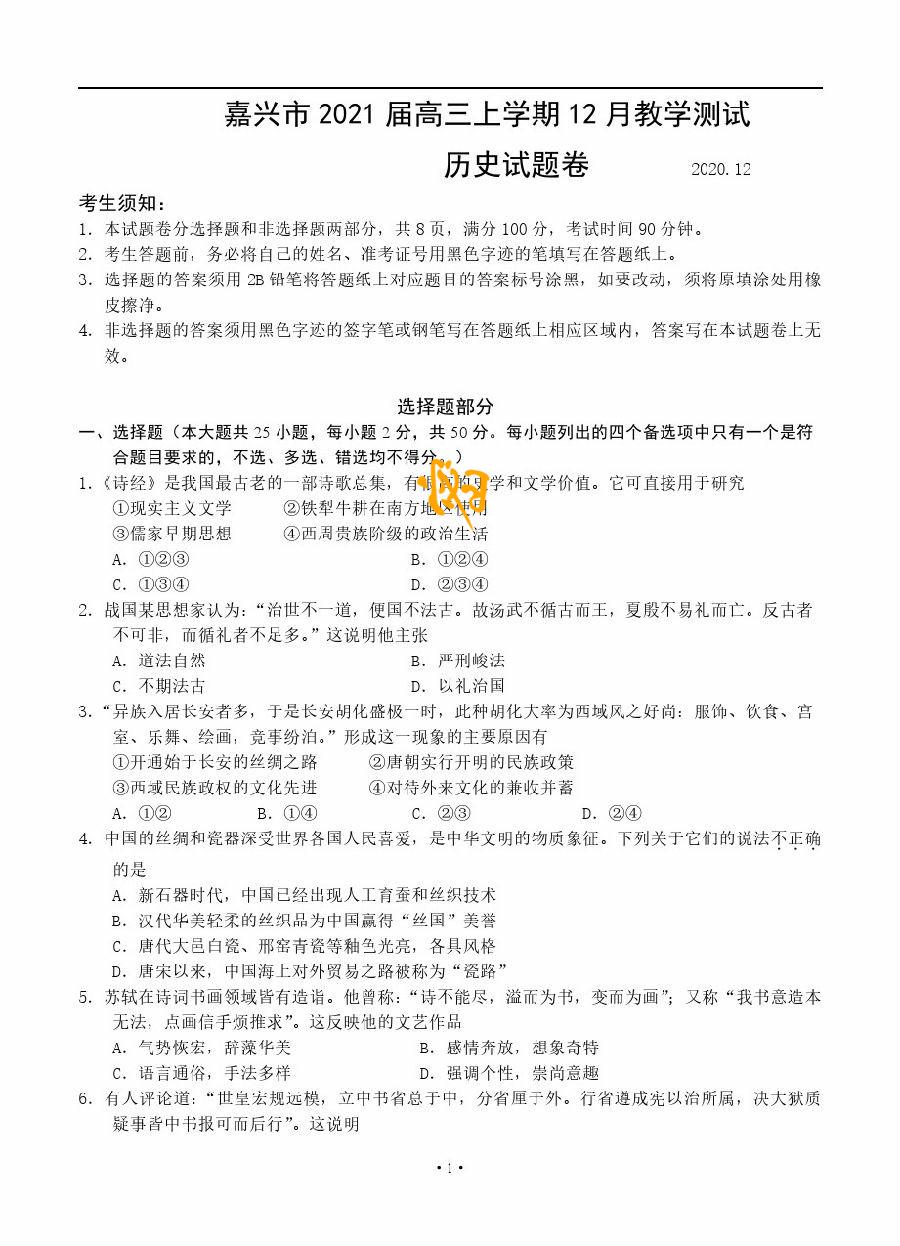 嘉兴市 2021 届高三上学期 12 月教学测试
历史试题卷 2020.12
考生须知：
1．本试题卷分选择题和非选择题两部分，共 8 页，满分 100 分，考试时间 90 分钟。
2．考生答题前，务必将自己的姓名、准考证号用黑色字迹的笔填写在答题纸上。
3．选择题的答案须用 2B 铅笔将答题纸上对应题目的答案标号涂黑，如要改动，须将原填涂处用橡
皮擦净。
4．非选择题的答案须用黑色字迹的签字笔或钢笔写在答题纸上相应区域内，答案写在本试题卷上无
效。
选择题部分
一、选择题（本大题共 25 小题，每小题 2 分，共 50 分。每小题列出的四个备选项中只有一个是符
合题目要求的，不选、多选、错选均不得分。）
1．《诗经》是我国最古老的一部诗歌总集，有很高的史学和文学价值。它可直接用于研究
①现实主义文学 ②铁犁牛耕在南方地区使用
③儒家早期思想 ④西周贵族阶级的政治生活
A．①②③ B．①②④
C．①③④ D．②③④
2．战国某思想家认为：“治世不一道，便国不法古。故汤武不循古而王，夏殷不易礼而亡。反古者
不可非，而循礼者不足多。”这说明他主张
A．道法自然 B．严刑峻法
C．不期法古 D．以礼治国
3．“异族入居长安者多，于是长安胡化盛极一时，此种胡化大率为西域风之好尚：服饰、饮食、宫
室、乐舞、绘画，竞事纷泊。”形成这一现象的主要原因有
①开通始于长安的丝绸之路 ②唐朝实行开明的民族政策
③西域民族政权的文化先进 ④对待外来文化的兼收并蓄
A．①② B．①④ C．②③ D．②④
4．中国的丝绸和瓷器深受世界各国人民喜爱，是中华文明的物质象征。下列关于它们的说法不正确
的是
A．新石器时代，中国已经出现人工育蚕和丝织技术
B．汉代华美轻柔的丝织品为中国赢得“丝国”美誉
C．唐代大邑白瓷、邢窑青瓷等釉色光亮，各具风格
D．唐宋以来，中国海上对外贸易之路被称为“瓷路”
5．苏轼在诗词书画领域皆有造诣。他曾称：“诗不能尽，溢而为书，变而为画”；又称“我书意造本
无法，点画信手烦推求”。这反映他的文艺作品
A．气势恢宏，辞藻华美 B．感情奔放，想象奇特
C．语言通俗，手法多样 D．强调个性，崇尚意趣
6．有人评论道：“世皇宏规远模，立中书省总于中，分省厘于外。行省遵成宪以治所属，决大狱质
疑事皆中书报可而后行”。这说明
·1·